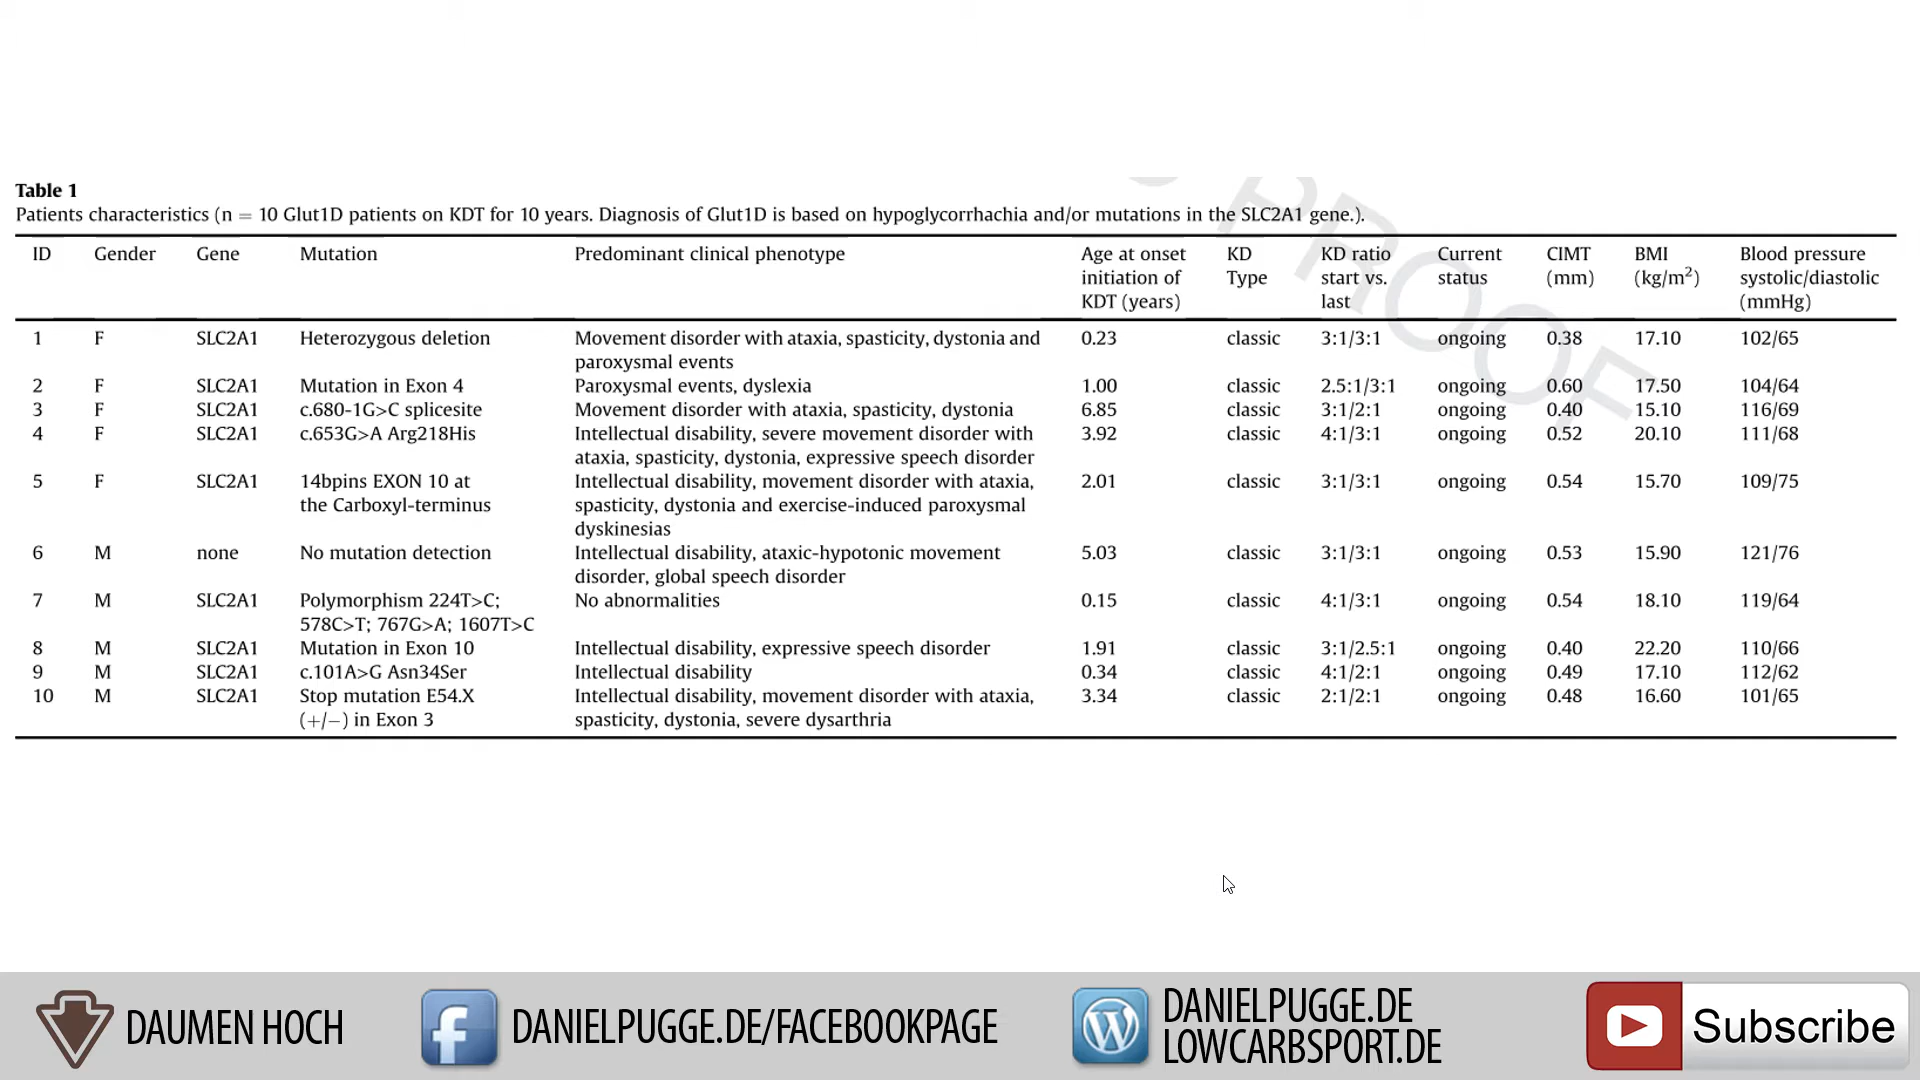 Table 1
Patients characteristics (n = 10 Glut1D patients on KDT for 10 years. Diagnosis of Glut1D is based on hypoglycorrhachia and/or mutations in the SLC2A1 gene.).
ID Gender Gene Mutation Predominant clinical phenotype Age at onset KD KD ratio Current CIMT BMI Blood pressure
initiation of Type start vs. status (mm) (kg/m2) systolic/diastolic
KDT (years) last (mmHg)
1 F SLC2A1 Heterozygous deletion Movement disorder with ataxia, spasticity, dystonia and 0.23 classic 3:1/3:1 ongoing 0.38 17.10 102/65
paroxysmal events
2 F SLC2A1 Mutation in Exon 4 Paroxysmal events, dyslexia 1.00 classic 2.5:1/3:1 ongoing 0.60 17.50 104/64
3 F SLC2A1 c.680-1G>C splicesite Movement disorder with ataxia, spasticity, dystonia 6.85 classic 3:1/2:1 ongoing 0.40 15.10 116/69
4 F SLC2A1 c.653G>A Arg218His Intellectual disability, severe movement disorder with 3.92 classic 4:1/3:1 ongoing 0.52 20.10 111/68
ataxia, spasticity, dystonia, expressive speech disorder
5 F SLC2A1 14bpins EXON 10 at Intellectual disability, movement disorder with ataxia, 2.01 classic 3:1/3:1 ongoing 0.54 15.70 109/75
the Carboxyl-terminus spasticity, dystonia and exercise-induced paroxysmal
dyskinesias
6 M none No mutation detection Intellectual disability, ataxic-hypotonic movement 5.03 classic 3:1/3:1 ongoing 0.53 15.90 121/76
disorder, global speech disorder
7 M SLC2A1 Polymorphism 224T>C; No abnormalities 0.15 classic 4:1/3:1 ongoing 0.54 18.10 119/64
578C>T; 767G>A; 1607T>C
8 M SLC2A1 Mutation in Exon 10 Intellectual disability, expressive speech disorder 1.91 classic 3:1/2.5:1 ongoing 0.40 22.20 110/66
9 M SLC2A1 c.101A>G Asn34Ser Intellectual disability 0.34 classic 4:1/2:1 ongoing 0.49 17.10 112/62
10 M SLC2A1 Stop mutation E54.X Intellectual disability, movement disorder with ataxia, 3.34 classic 2:1/2:1 ongoing 0.48 16.60 101/65
(+/−) in Exon 3 spasticity, dystonia, severe dysarthria
PROOF
DAUMEN HOCH
DANIELPUGGE.DE/FACEBOOKPAGE
DANIELPUGGE.DE
LOWCARBSPORT.DE
Subscribe